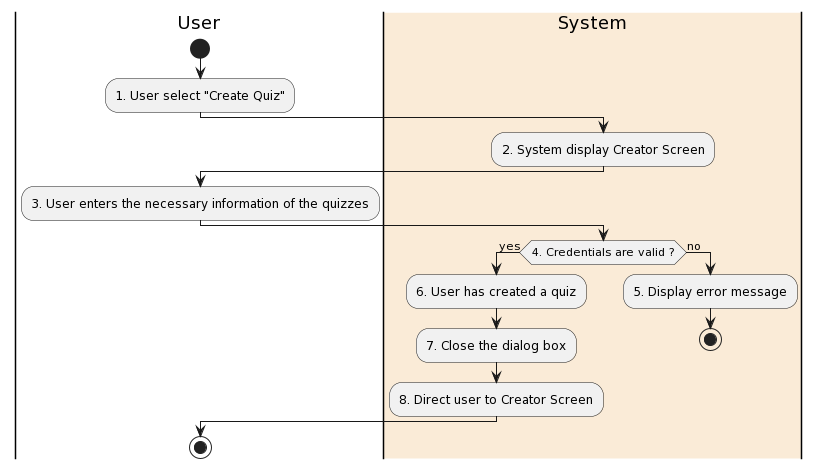 User
System
1. User select "Create Quiz"
2. System display Creator Screen
3. User enters the necessary information of the quizzes
4. Credentials are valid ?
yes
no
6. User has created a quiz
5. Display error message
7. Close the dialog box
8. Direct user to Creator Screen